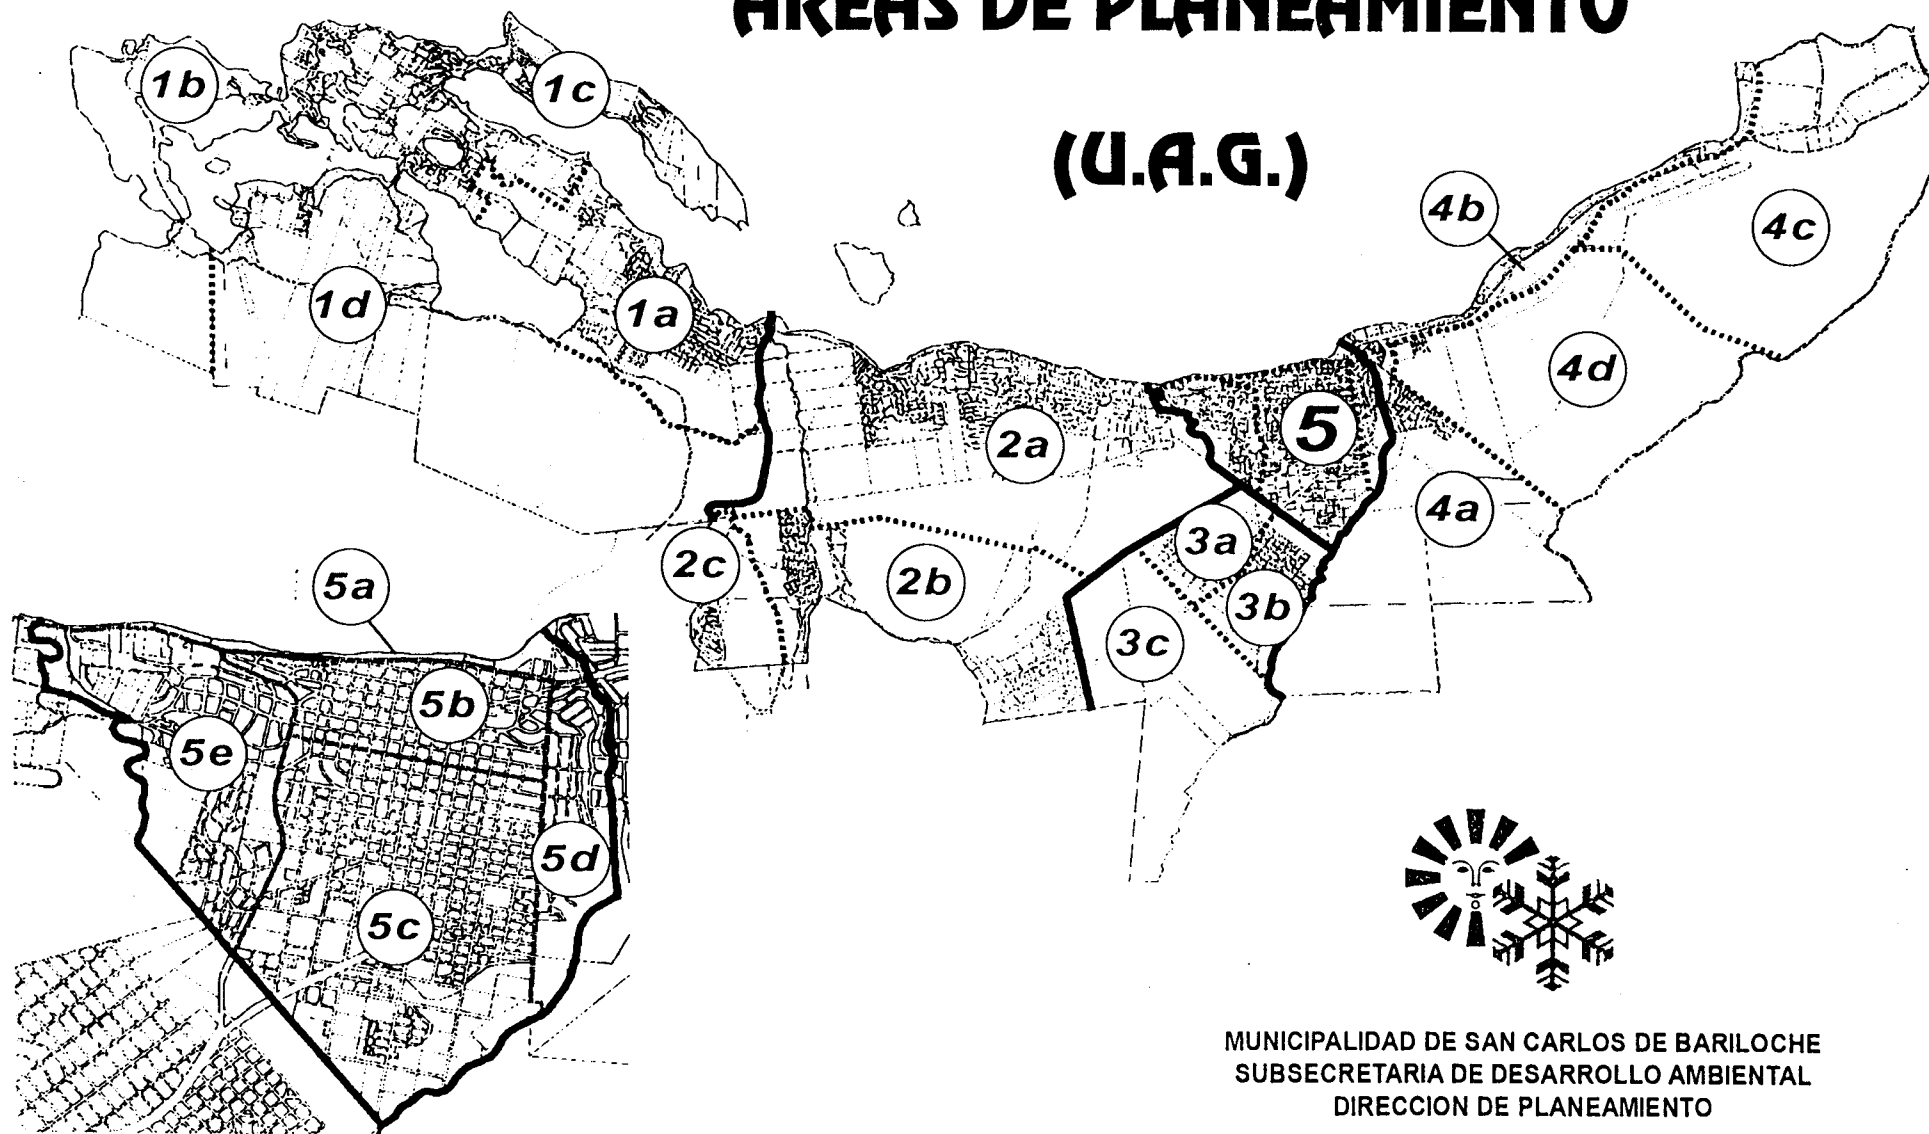 AREAS DE PLANEAMIENTO
(U.A.G.)
1b
1c
4b
4c
1d
1a
4d
5
2a
4a
3a
2c
2b
5a
3b
3c
5b
5e
5d
5c
MUNICIPALIDAD DE SAN CARLOS DE BARILOCHE
SUBSECRETARIA DE DESARROLLO AMBIENTAL
DIRECCION DE PLANEAMIENTO